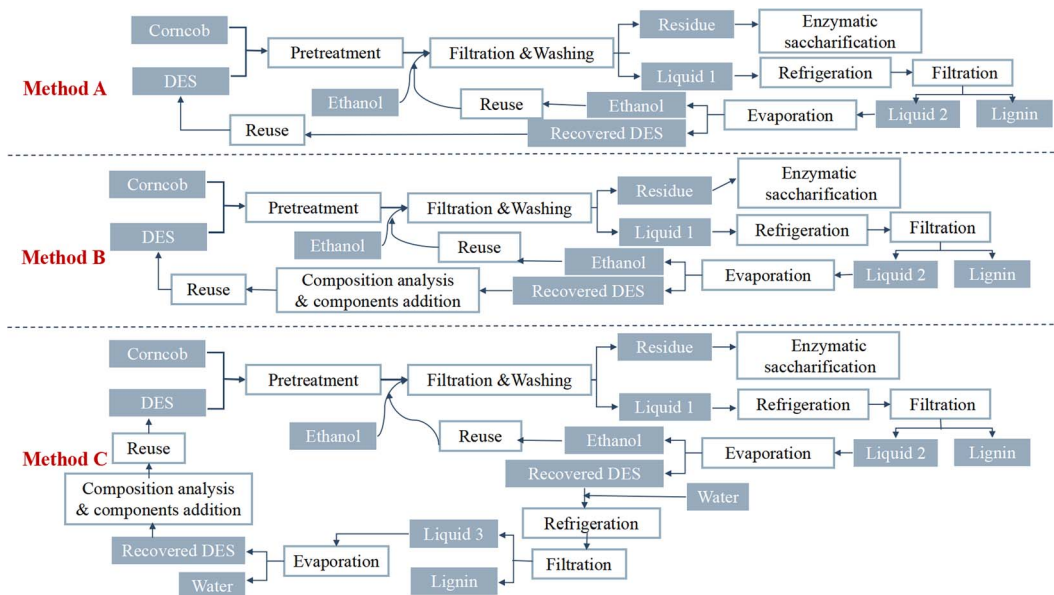 Method A
Corncob
DES
Pretreatment
Filtration &Washing
Ethanol
Residue
Enzymatic
saccharification
Liquid 1
Refrigeration
Filtration
Liquid 2
Lignin
Evaporation
Ethanol
Reuse
Recovered DES
Reuse
Method B
Corncob
DES
Pretreatment
Filtration &Washing
Ethanol
Residue
Enzymatic
saccharification
Liquid 1
Refrigeration
Filtration
Liquid 2
Lignin
Evaporation
Ethanol
Reuse
Recovered DES
Composition analysis
& components addition
Reuse
Method C
Corncob
DES
Pretreatment
Filtration &Washing
Ethanol
Residue
Enzymatic
saccharification
Liquid 1
Refrigeration
Filtration
Liquid 2
Lignin
Evaporation
Ethanol
Reuse
Recovered DES
Water
Refrigeration
Filtration
Liquid 3
Lignin
Evaporation
Recovered DES
Water
Composition analysis
& components addition
Reuse